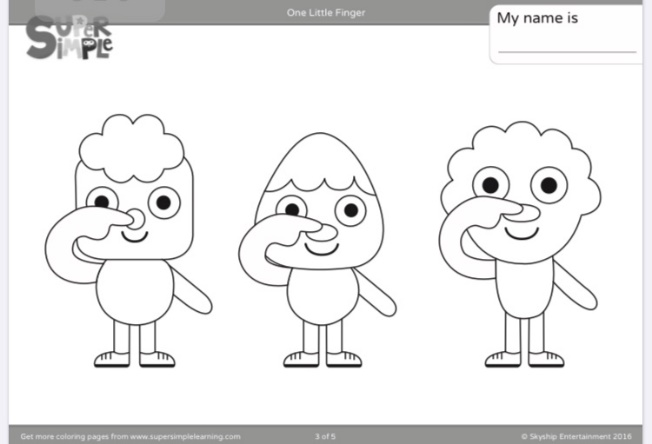 One Little Finger
My name is
SUPER
SIMPLE
Get more coloring pages from www.supersimplelearning.com
3 of 5
© Skyship Entertainment 2016